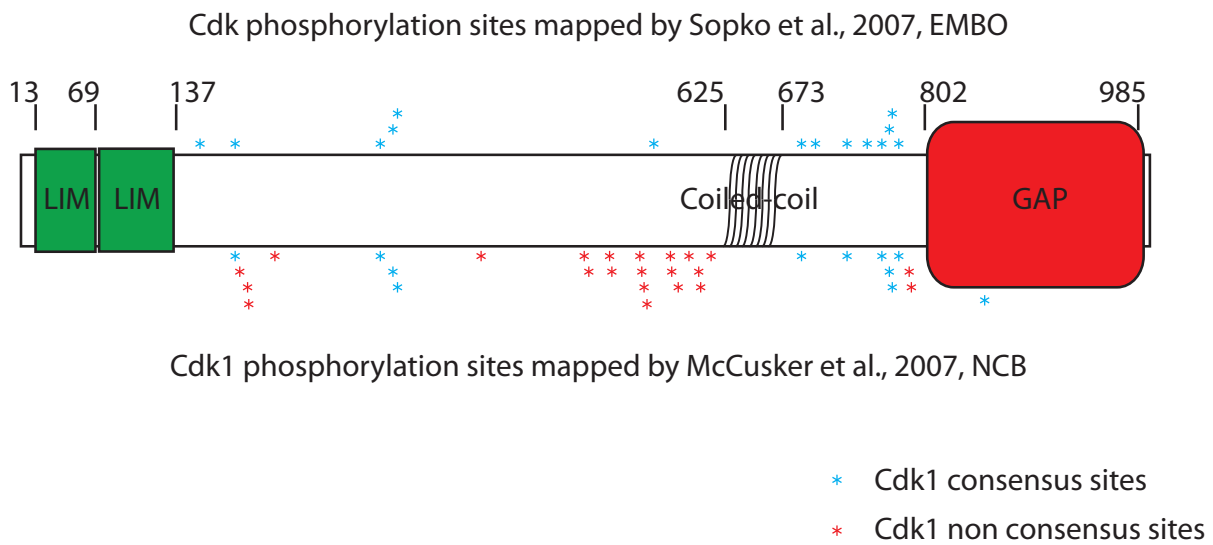 Cdk phosphorylation sites mapped by Sopko et al., 2007, EMBO
13 69 137 625 673 802 985
LIM LIM Coiled-coil GAP
Cdk1 phosphorylation sites mapped by McCusker et al., 2007, NCB
* Cdk1 consensus sites
* Cdk1 non consensus sites